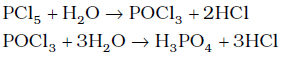 PCl₅ + H₂O → POCl₃ + 2HCl
POCl₃ + 3H₂O → H₃PO₄ + 3HCl